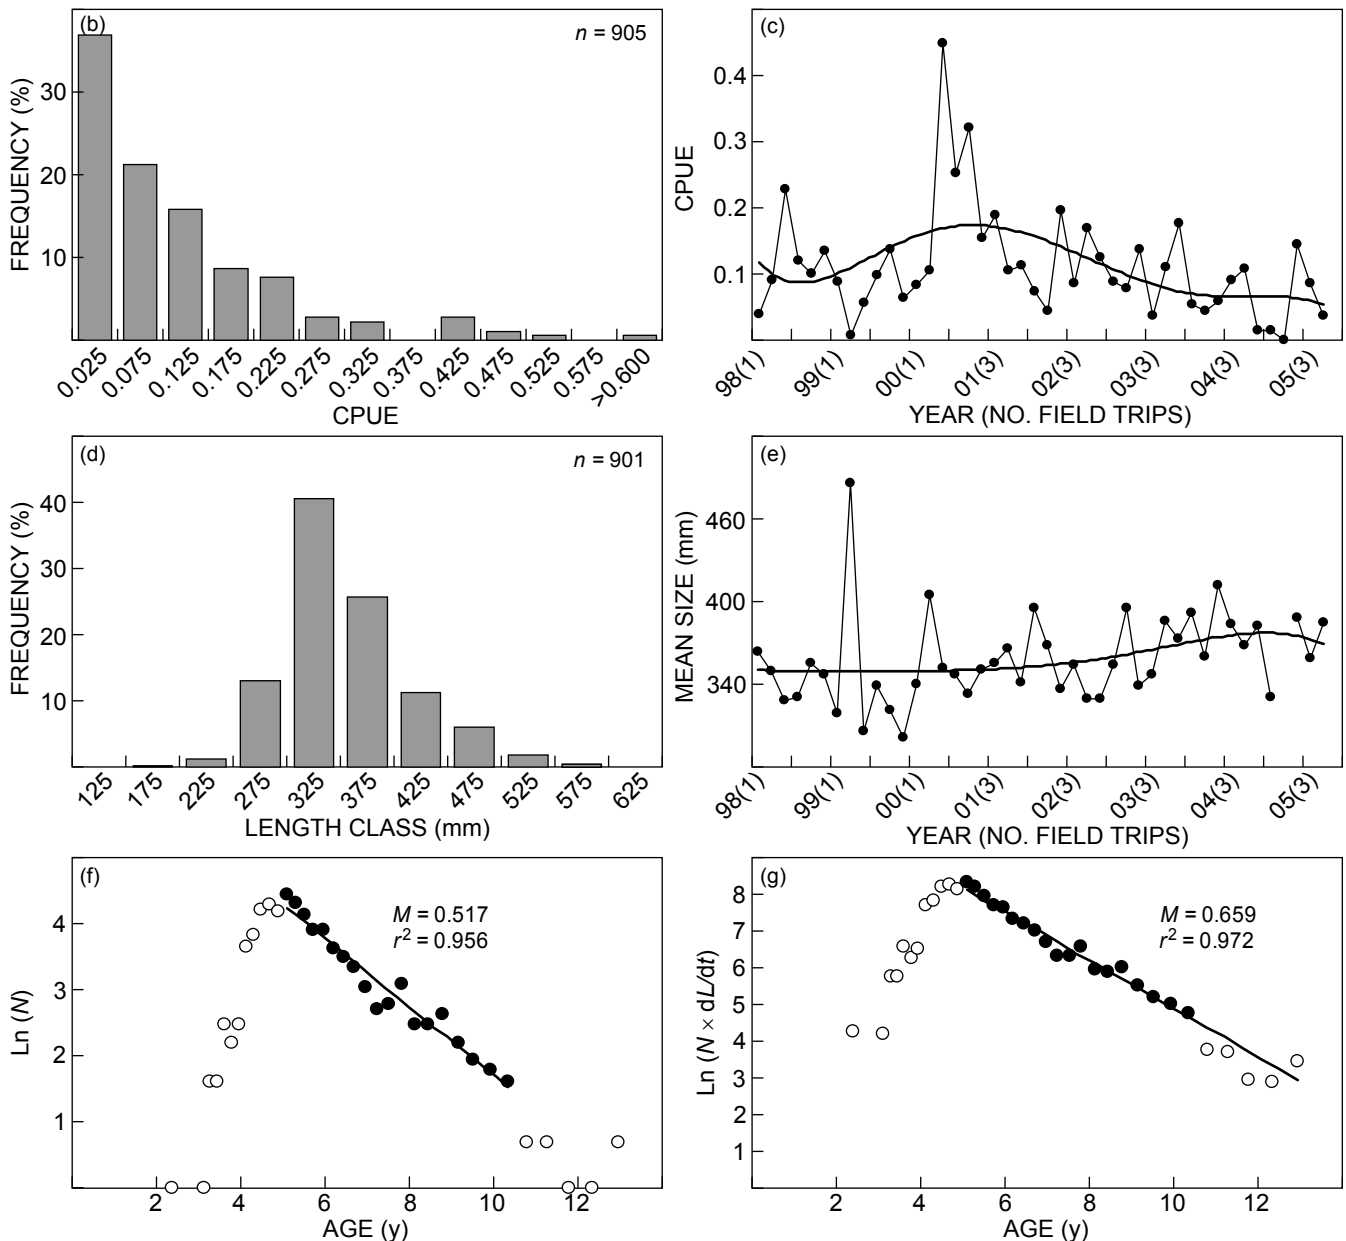 (b)
n = 905
FREQUENCY (%)
30
20
10
0.025 0.075 0.125 0.175 0.225 0.275 0.325 0.375 0.425 0.475 0.525 0.575 >0.600
CPUE
(c)
CPUE
0.4
0.3
0.2
0.1
98(1) 99(1) 00(1) 01(3) 02(3) 03(3) 04(3) 05(3)
YEAR (NO. FIELD TRIPS)
(d)
n = 901
FREQUENCY (%)
40
30
20
10
125 175 225 275 325 375 425 475 525 575 625
LENGTH CLASS (mm)
(e)
MEAN SIZE (mm)
460
400
340
98(1) 99(1) 00(1) 01(3) 02(3) 03(3) 04(3) 05(3)
YEAR (NO. FIELD TRIPS)
(f)
M = 0.517
r² = 0.956
Ln (N)
4
3
2
1
2 4 6 8 10 12
AGE (y)
(g)
M = 0.659
r² = 0.972
Ln (N × dL/dt)
8
7
6
5
4
3
2
1
2 4 6 8 10 12
AGE (y)